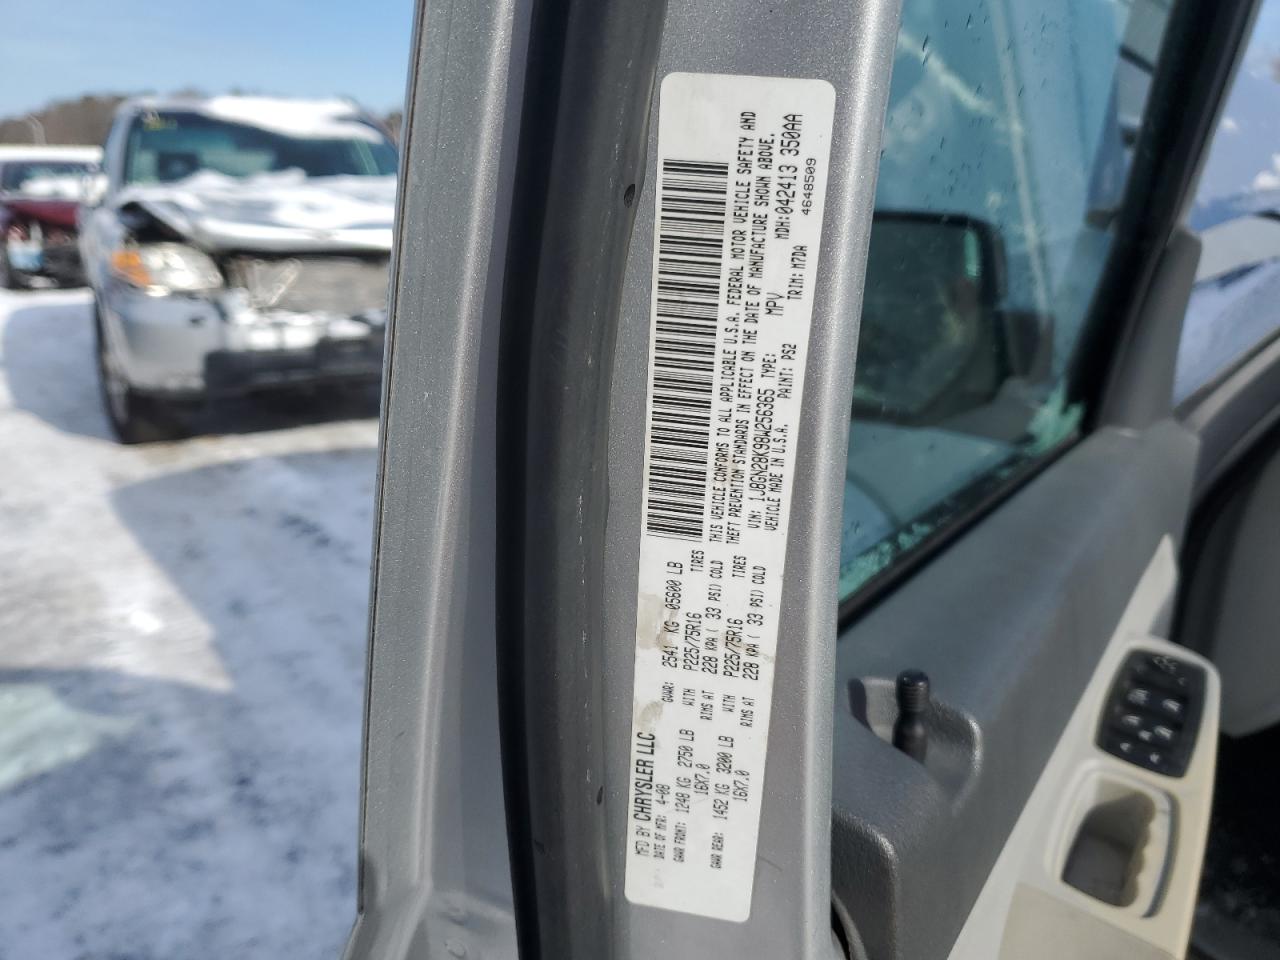 MFD BY CHRYSLER LLC
DATE OF MFR: 4-08 GVWR: 2541 KG 05600 LB
GAWR FRONT: 1248 KG 2750 LB WITH P225/75R16 TIRES
16X7.0 RIMS AT 228 KPA ( 33 PSI) COLD
GAWR REAR: 1452 KG 3200 LB WITH P225/75R16 TIRES
16X7.0 RIMS AT 228 KPA ( 33 PSI) COLD
THIS VEHICLE CONFORMS TO ALL APPLICABLE U.S.A. FEDERAL MOTOR VEHICLE SAFETY AND
THEFT PREVENTION STANDARDS IN EFFECT ON THE DATE OF MANUFACTURE SHOWN ABOVE.
VIN: 1J8GN28K98W256365 TYPE: MPV MDH:042413 350AA
VEHICLE MADE IN U.S.A. PAINT: PS2 TRIM: M7DA 4648509